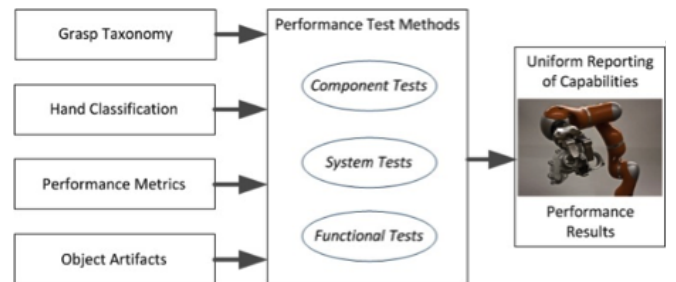 Grasp Taxonomy
Hand Classification
Performance Metrics
Object Artifacts
Performance Test Methods
Component Tests
System Tests
Functional Tests
Uniform Reporting
of Capabilities
Performance
Results